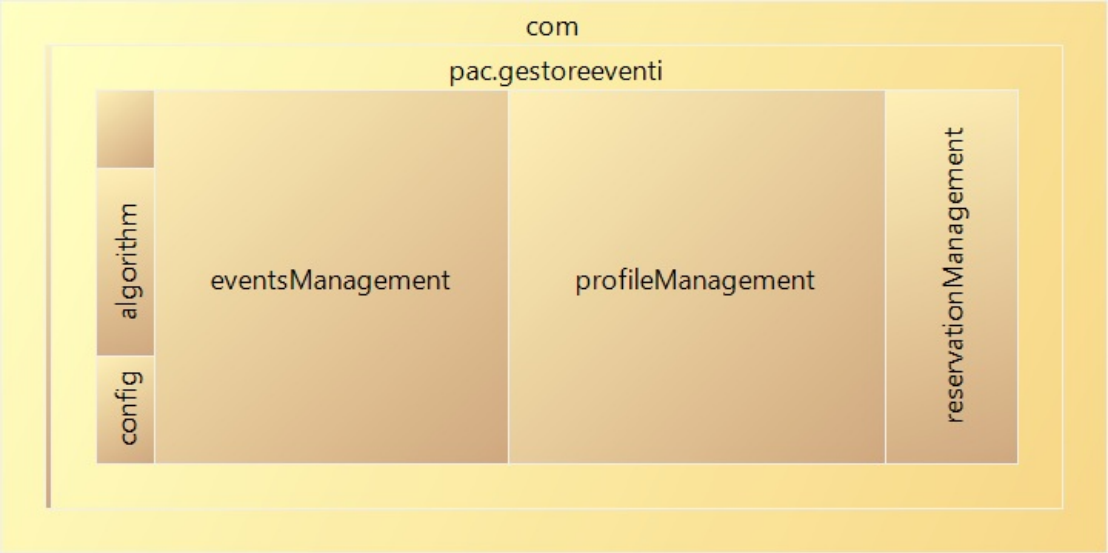 com
pac.gestoreeventi
algorithm
config
eventsManagement
profileManagement
reservationManagement